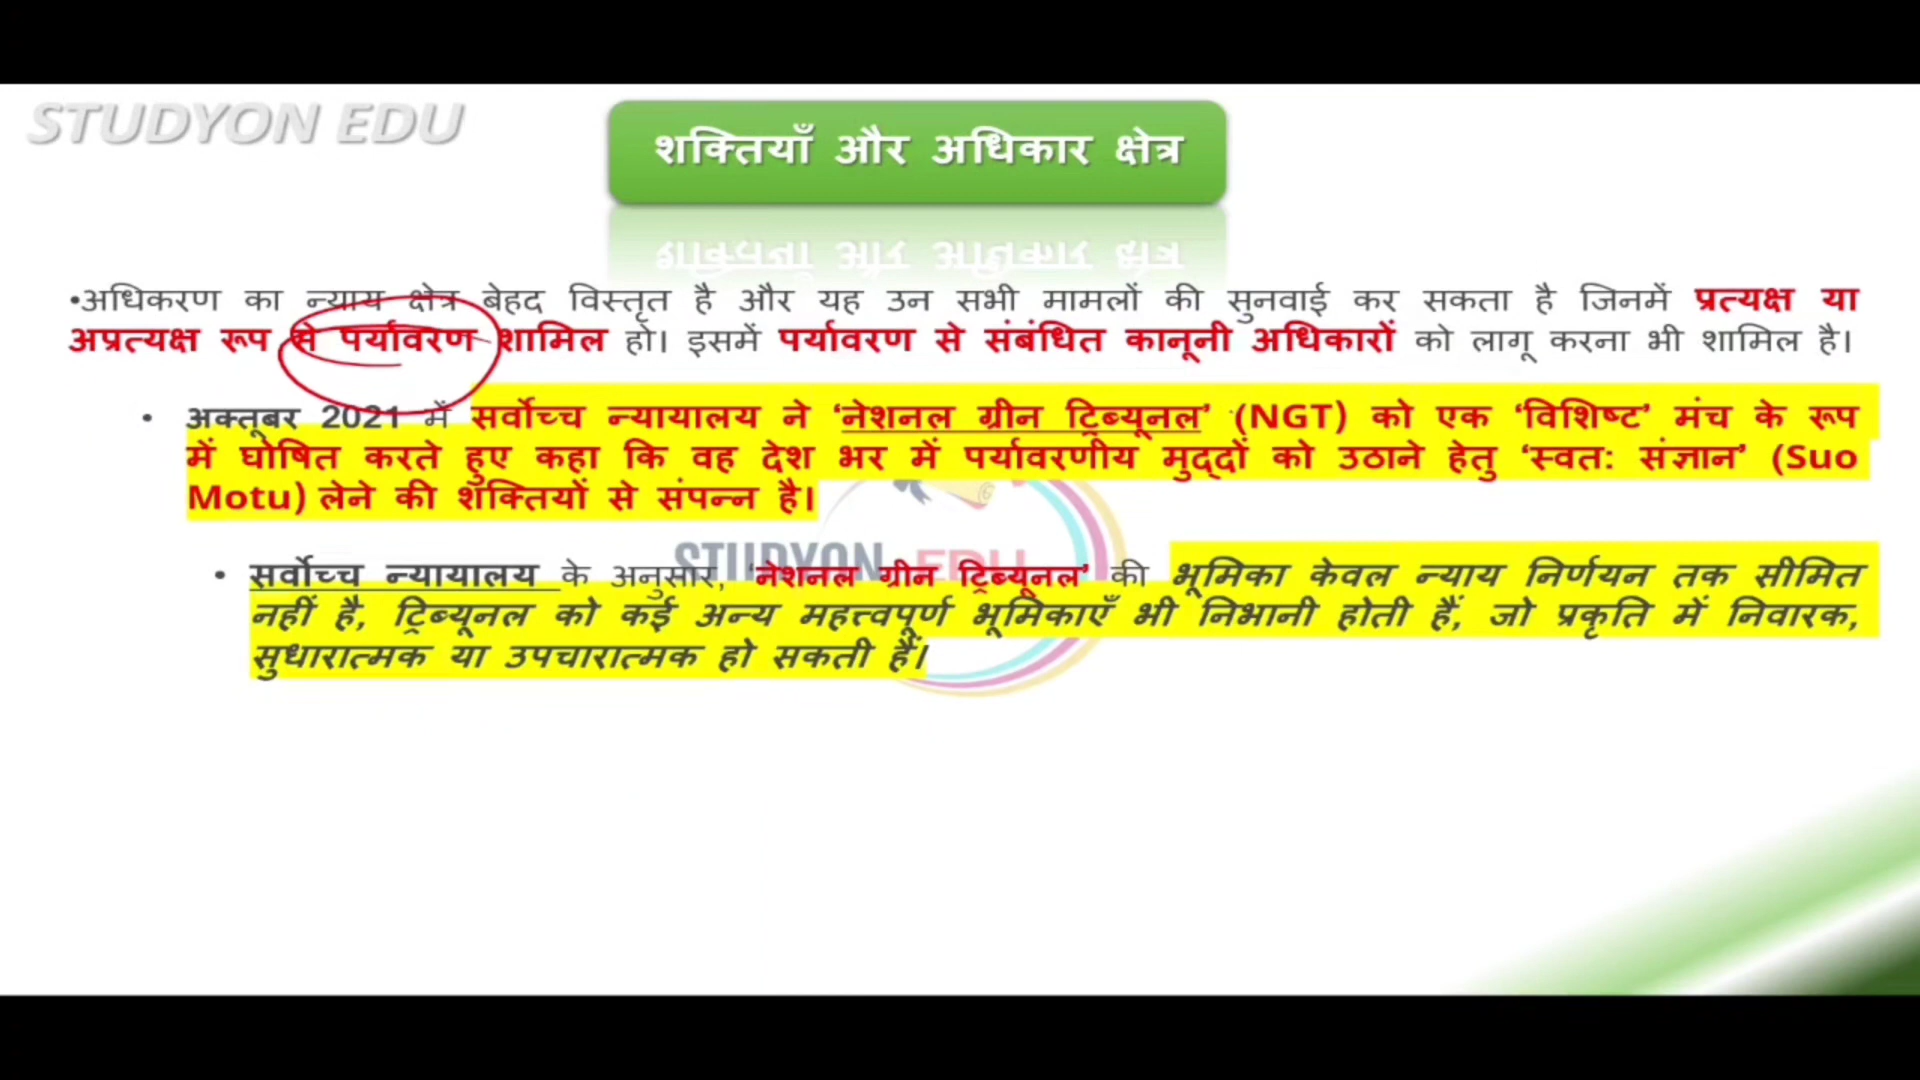 STUDYON EDU
शक्तियाँ और अधिकार क्षेत्र
•अधिकरण का न्याय क्षेत्र बेहद विस्तृत है और यह उन सभी मामलों की सुनवाई कर सकता है जिनमें प्रत्यक्ष या
अप्रत्यक्ष रूप से पर्यावरण शामिल हो। इसमें पर्यावरण से संबंधित कानूनी अधिकारों को लागू करना भी शामिल है।
• अक्तूबर 2021 में सर्वोच्च न्यायालय ने ‘नेशनल ग्रीन ट्रिब्यूनल’ (NGT) को एक ‘विशिष्ट’ मंच के रूप
में घोषित करते हुए कहा कि वह देश भर में पर्यावरणीय मुद्दों को उठाने हेतु ‘स्वत: संज्ञान’ (Suo
Motu) लेने की शक्तियों से संपन्न है।
STUDYON EDU
• सर्वोच्च न्यायालय के अनुसार, ‘नेशनल ग्रीन ट्रिब्यूनल’ की भूमिका केवल न्याय निर्णयन तक सीमित
नहीं है, ट्रिब्यूनल को कई अन्य महत्त्वपूर्ण भूमिकाएँ भी निभानी होती हैं, जो प्रकृति में निवारक,
सुधारात्मक या उपचारात्मक हो सकती हैं।